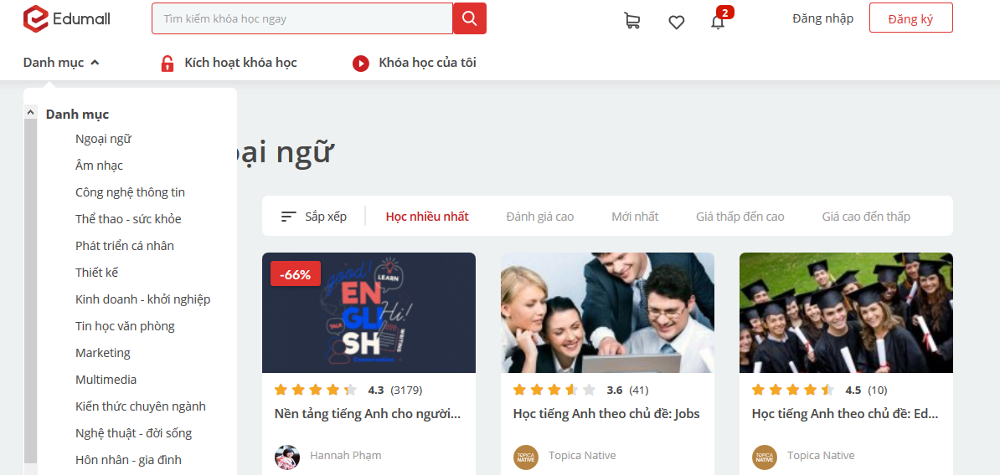 Edumall
Tìm kiếm khóa học ngay
2
Đăng nhập
Đăng ký
Danh mục
Kích hoạt khóa học
Khóa học của tôi
Danh mục
Ngoại ngữ
Âm nhạc
Công nghệ thông tin
Thể thao - sức khỏe
Phát triển cá nhân
Thiết kế
Kinh doanh - khởi nghiệp
Tin học văn phòng
Marketing
Multimedia
Kiến thức chuyên ngành
Nghệ thuật - đời sống
Hôn nhân - gia đình
ại ngữ
Sắp xếp
Học nhiều nhất
Đánh giá cao
Mới nhất
Giá thấp đến cao
Giá cao đến thấp
-66%
good!
LEARN
EN
GLI
SH
Hi!
TALK
WRITING
Conversation
4.3 (3179)
Nền tảng tiếng Anh cho người...
Hannah Phạm
3.6 (41)
Học tiếng Anh theo chủ đề: Jobs
TOPICA
NATIVE
Topica Native
4.5 (10)
Học tiếng Anh theo chủ đề: Ed...
TOPICA
NATIVE
Topica Native